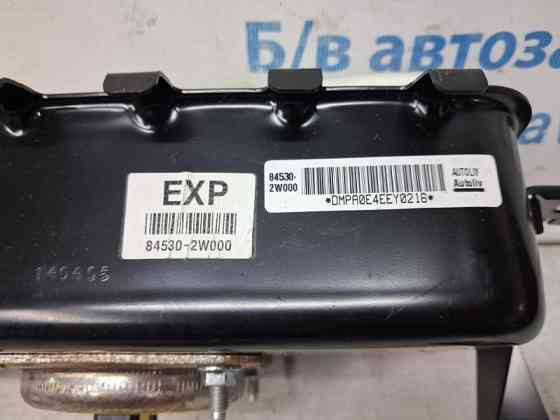 Б/в автоза
EXP
84530-2W000
84530-
2W000
*DMPA0E4EEY0216*
AUTOLIV
Autoliv
140405